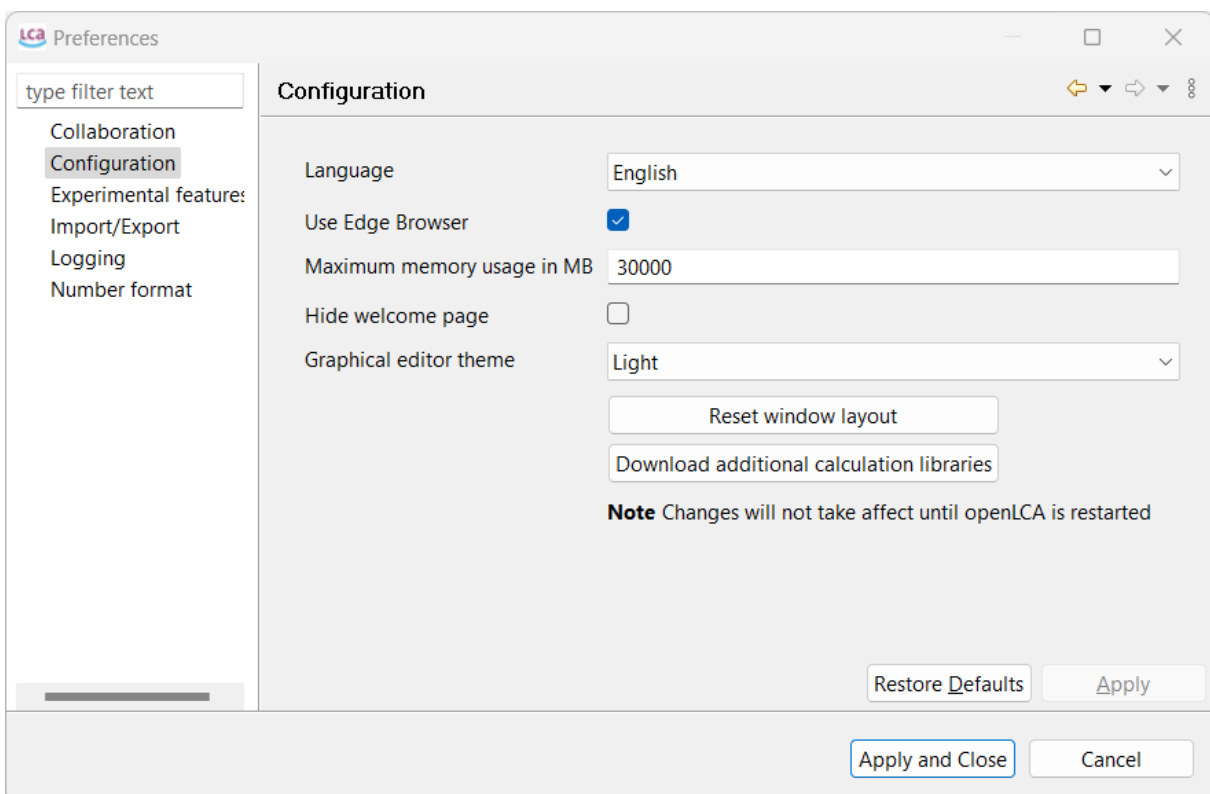 LCA Preferences
type filter text
Collaboration
Configuration
Experimental features
Import/Export
Logging
Number format
Configuration
Language English
Use Edge Browser
Maximum memory usage in MB 30000
Hide welcome page
Graphical editor theme Light
Reset window layout
Download additional calculation libraries
Note Changes will not take affect until openLCA is restarted
Restore Defaults Apply
Apply and Close Cancel